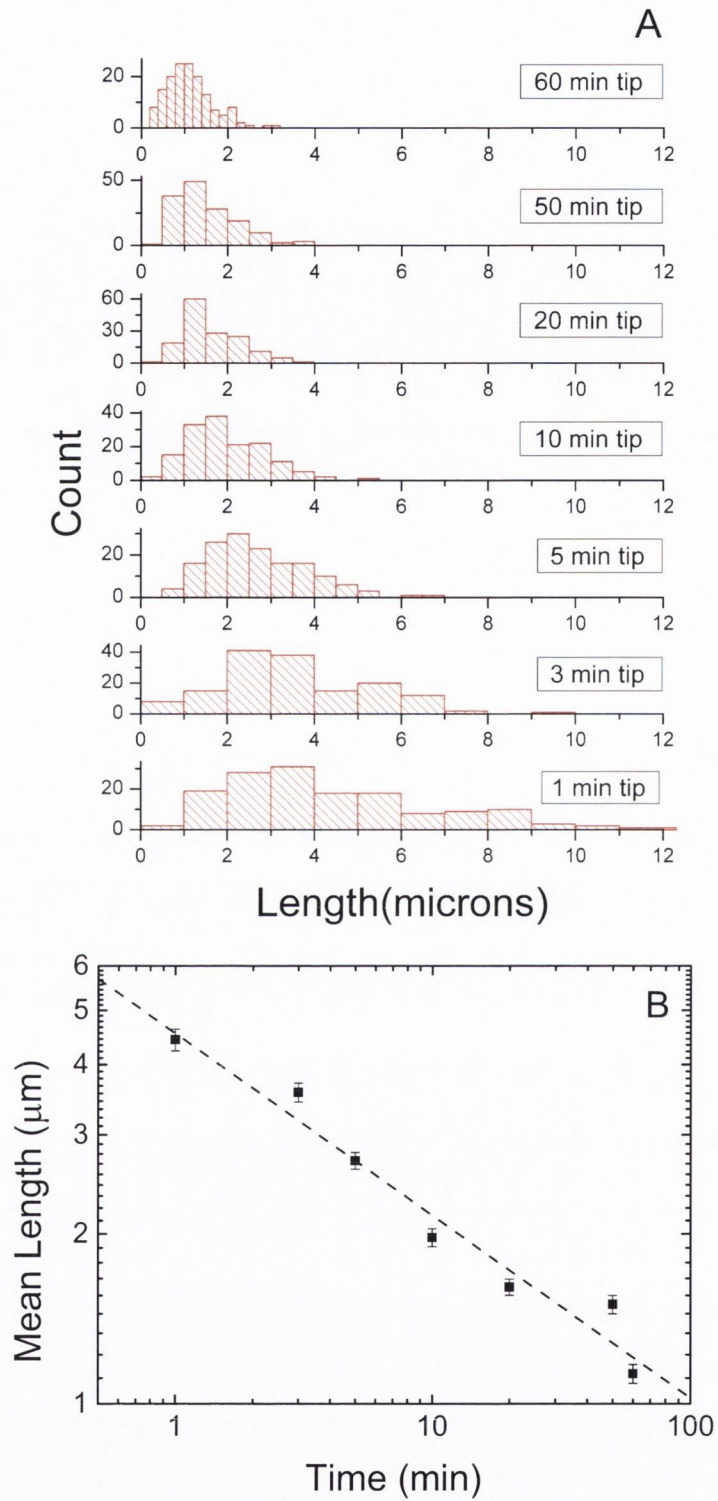 A
20
0
60 min tip
0 2 4 6 8 10 12
50
0
50 min tip
0 2 4 6 8 10 12
60
30
0
20 min tip
0 2 4 6 8 10 12
40
20
0
10 min tip
0 2 4 6 8 10 12
20
0
5 min tip
0 2 4 6 8 10 12
40
20
0
3 min tip
0 2 4 6 8 10 12
20
0
1 min tip
0 2 4 6 8 10 12
Count
Length(microns)
B
6
5
4
3
2
1
Mean Length (μm)
1 10 100
Time (min)